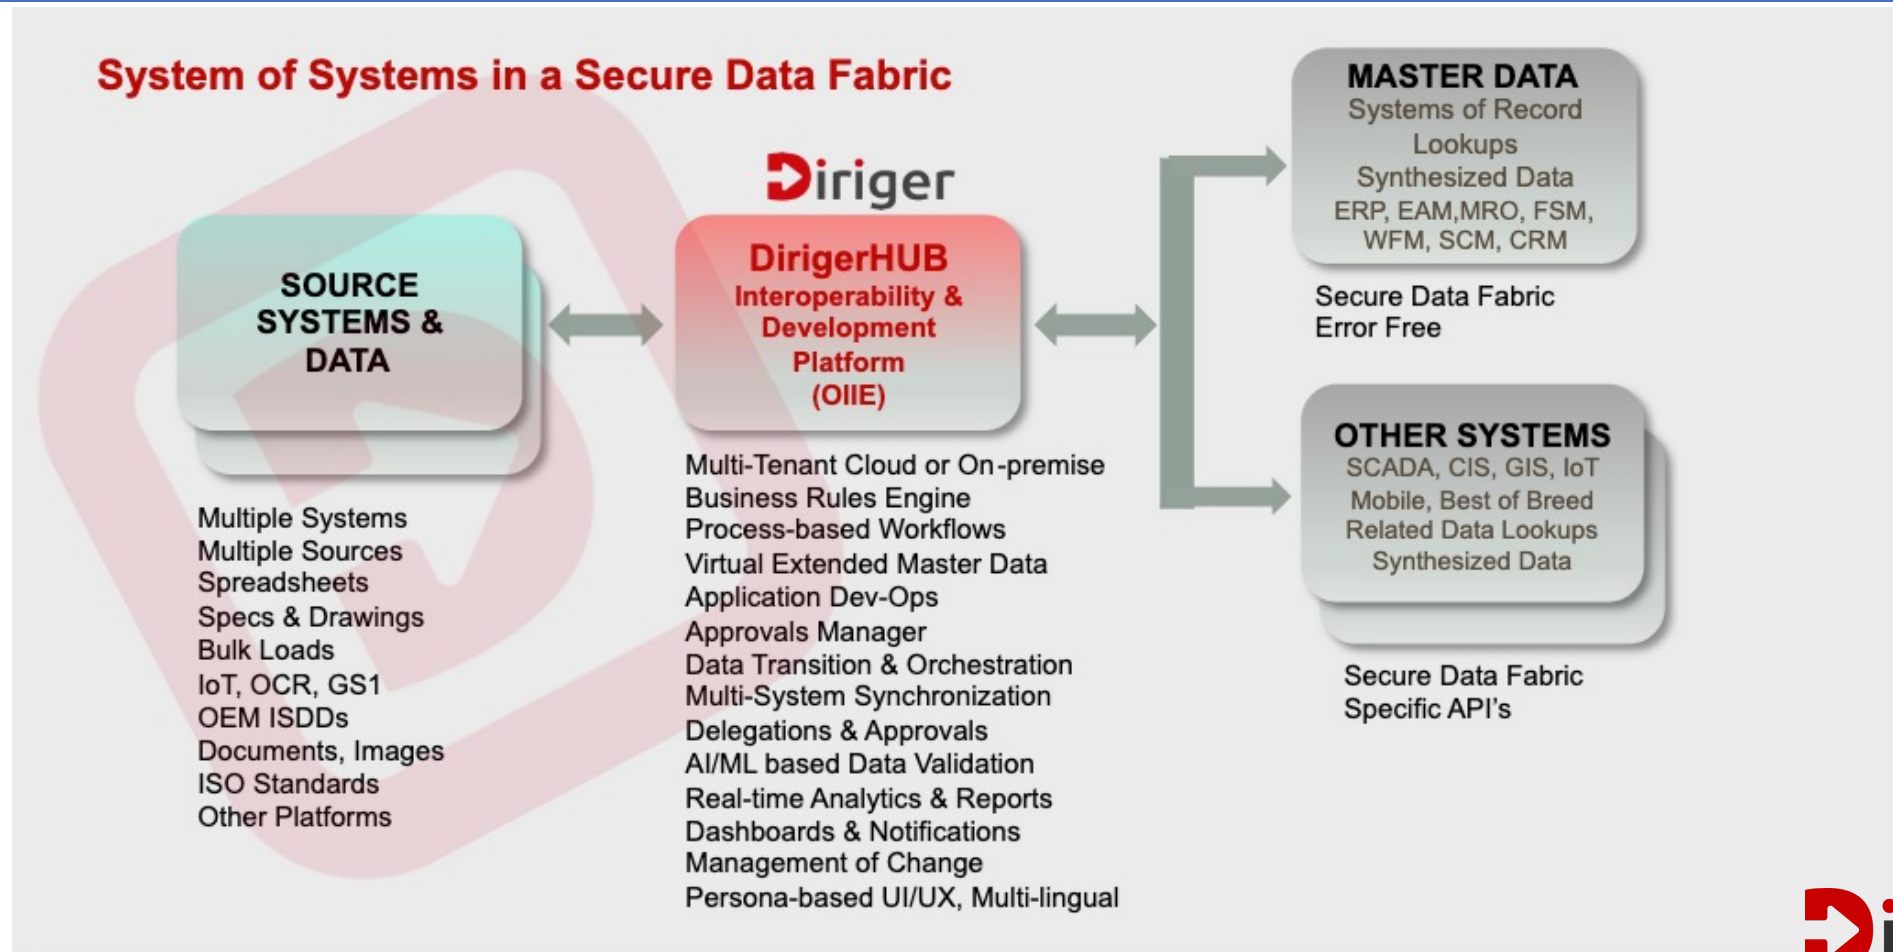 System of Systems in a Secure Data Fabric
Diriger
SOURCE
SYSTEMS &
DATA
Multiple Systems
Multiple Sources
Spreadsheets
Specs & Drawings
Bulk Loads
IoT, OCR, GS1
OEM ISDDs
Documents, Images
ISO Standards
Other Platforms
DirigerHUB
Interoperability &
Development
Platform
(OIIE)
Multi-Tenant Cloud or On-premise
Business Rules Engine
Process-based Workflows
Virtual Extended Master Data
Application Dev-Ops
Approvals Manager
Data Transition & Orchestration
Multi-System Synchronization
Delegations & Approvals
AI/ML based Data Validation
Real-time Analytics & Reports
Dashboards & Notifications
Management of Change
Persona-based UI/UX, Multi-lingual
MASTER DATA
Systems of Record
Lookups
Synthesized Data
ERP, EAM,MRO, FSM,
WFM, SCM, CRM
Secure Data Fabric
Error Free
OTHER SYSTEMS
SCADA, CIS, GIS, IoT
Mobile, Best of Breed
Related Data Lookups
Synthesized Data
Secure Data Fabric
Specific API's